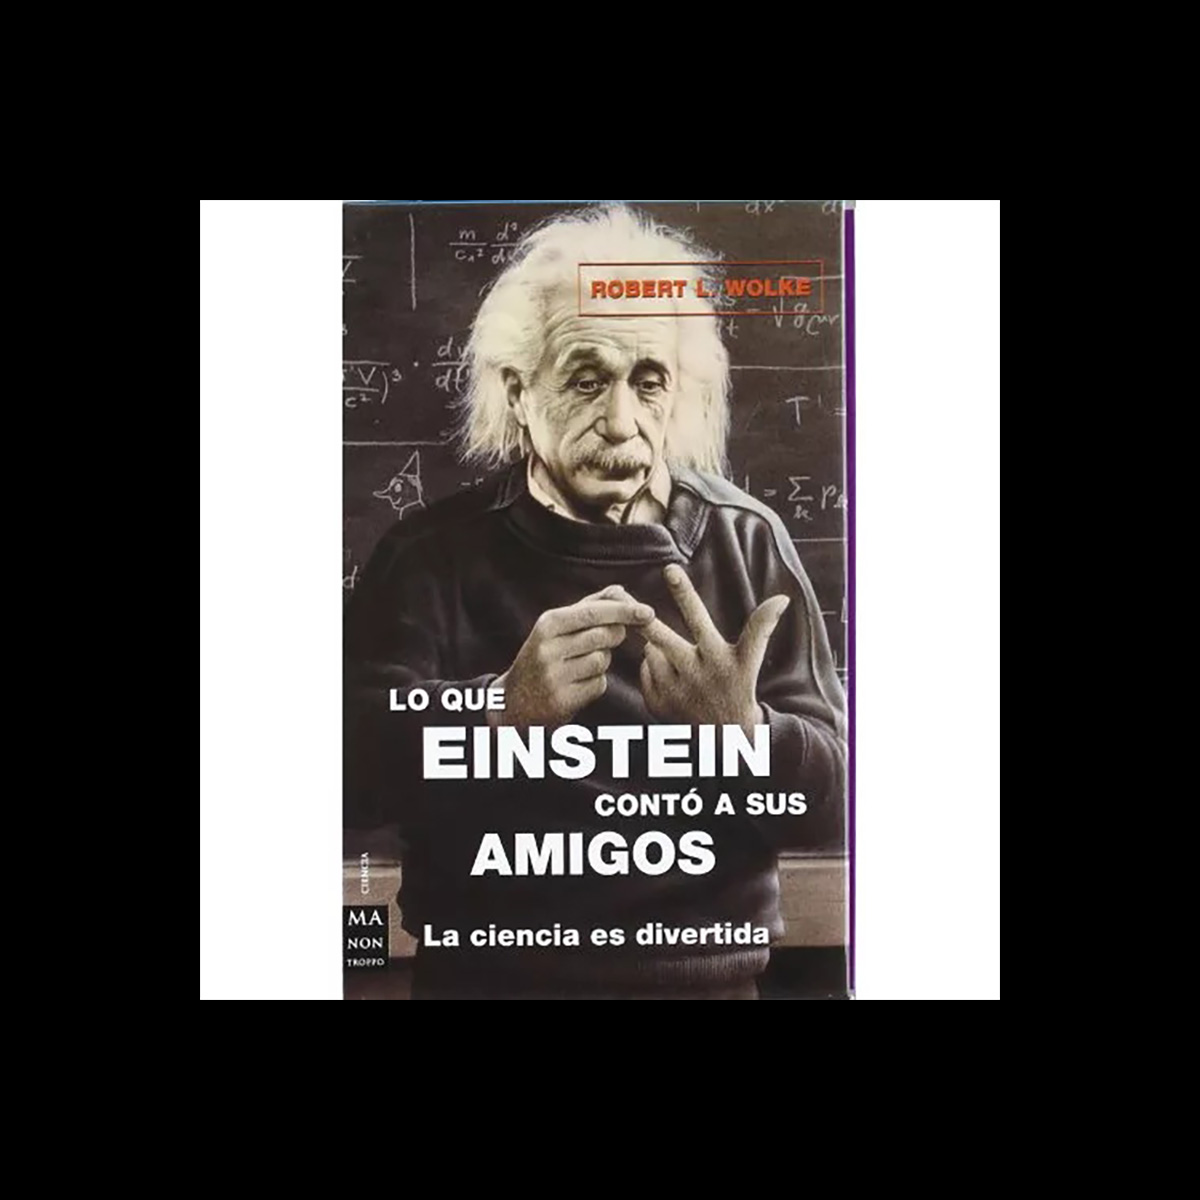 ROBERT L. WOLKE
LO QUE
EINSTEIN
CONTÓ A SUS
AMIGOS
La ciencia es divertida
CIENCIA
MA
NON
TROPPO